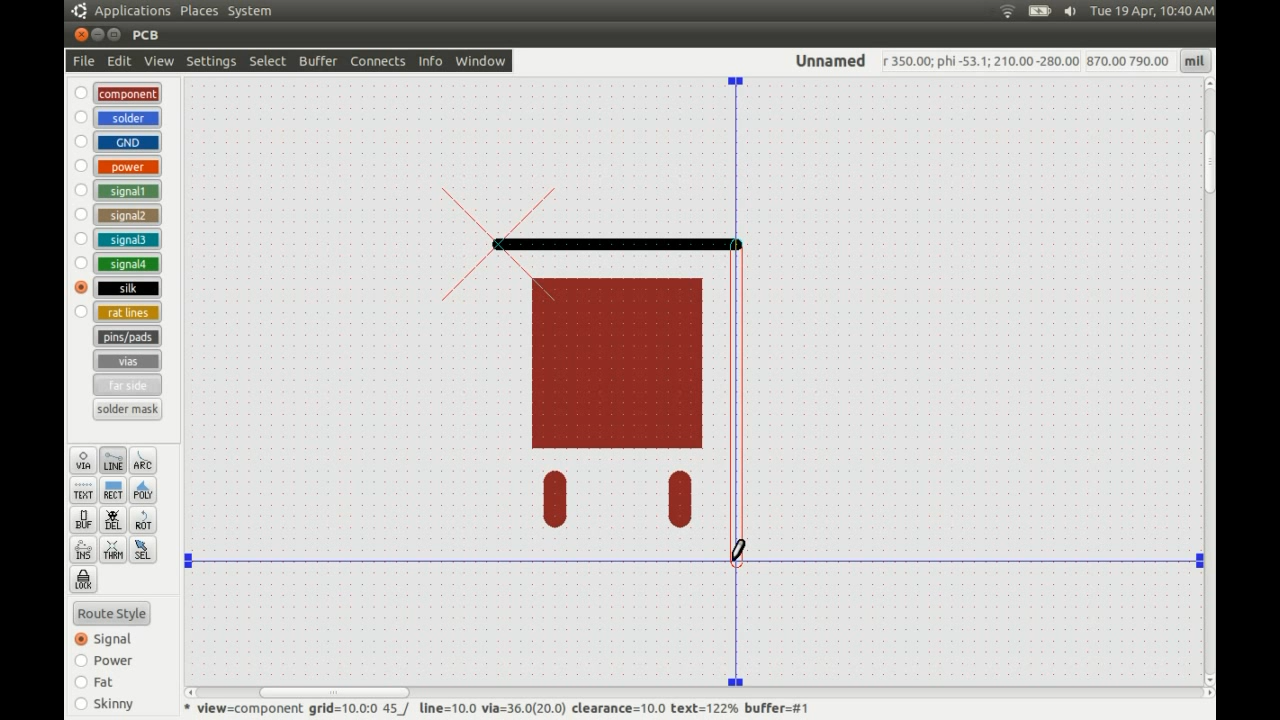 Applications Places System Tue 19 Apr, 10:40 AM
PCB
File Edit View Settings Select Buffer Connects Info Window Unnamed r 350.00; phi -53.1; 210.00 -280.00 870.00 790.00 mil
component
solder
GND
power
signal1
signal2
signal3
signal4
silk
rat lines
pins/pads
vias
far side
solder mask
VIA LINE ARC
TEXT RECT POLY
BUF DEL ROT
INS THRM SEL
LOCK
Route Style
Signal
Power
Fat
Skinny
* view=component grid=10.0:0 45_/ line=10.0 via=36.0(20.0) clearance=10.0 text=122% buffer=#1